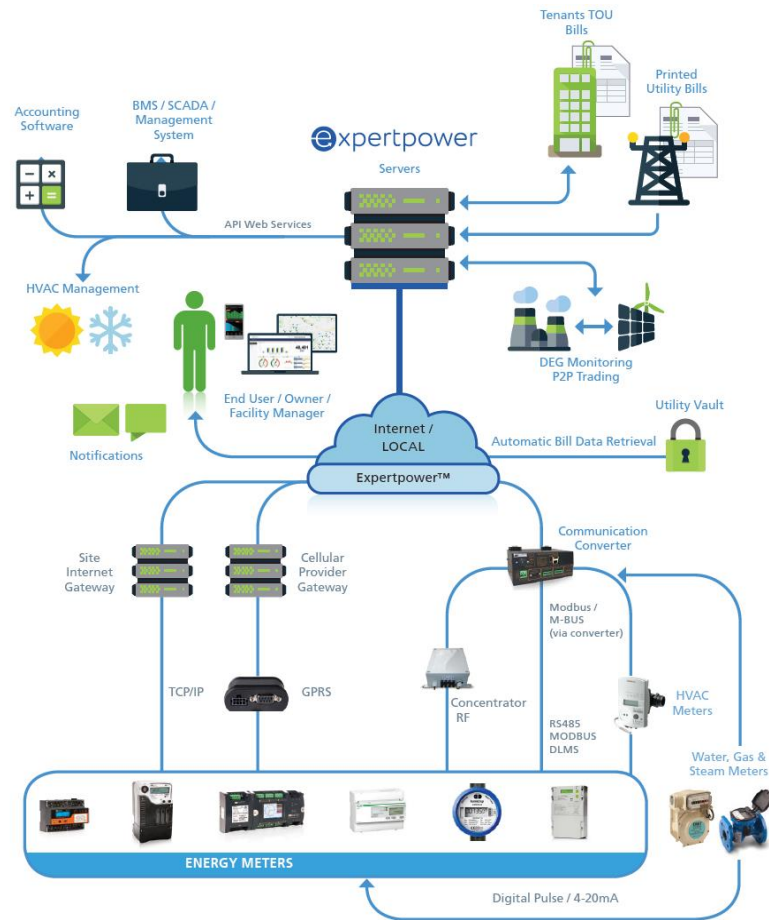 Tenants TOU
Bills
Printed
Utility Bills
Accounting
Software
BMS / SCADA /
Management
System
expertpower
Servers
API Web Services
HVAC Management
End User / Owner /
Facility Manager
Notifications
DEG Monitoring
P2P Trading
Internet /
LOCAL
Expertpower™
Automatic Bill Data Retrieval
Utility Vault
Site
Internet
Gateway
Cellular
Provider
Gateway
Communication
Converter
Modbus /
M-BUS
(via converter)
TCP/IP
GPRS
Concentrator
RF
RS485
MODBUS
DLMS
HVAC
Meters
Water, Gas &
Steam Meters
ENERGY METERS
Digital Pulse / 4-20mA